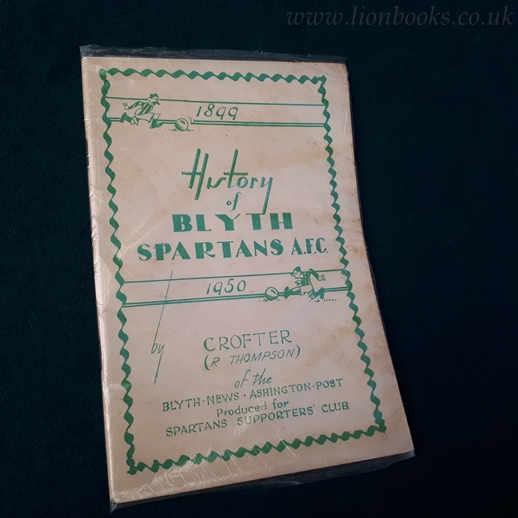 www.lionbooks.co.uk
1899
History
of
BLYTH
SPARTANS A.F.C.
1950
by
CROFTER
(R THOMPSON)
of the
BLYTH·NEWS·ASHINGTON·POST
Produced for
SPARTANS SUPPORTERS' CLUB